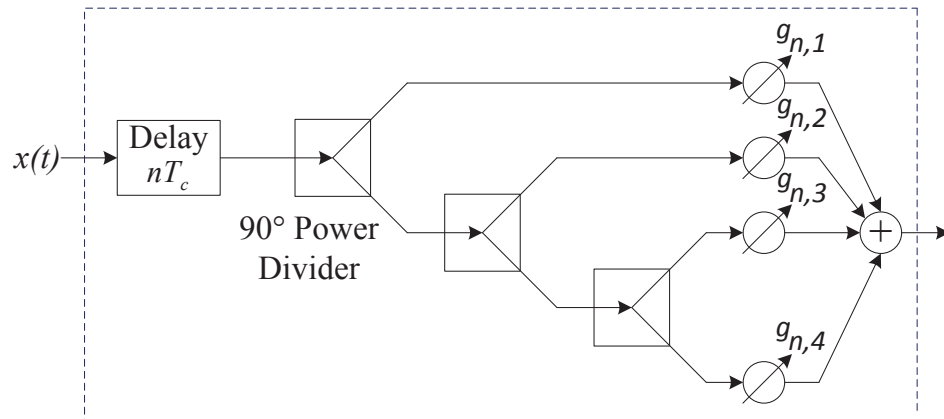 g_{n,1}
g_{n,2}
Delay
nT_c
x(t)
g_{n,3}
90° Power
Divider
+
g_{n,4}